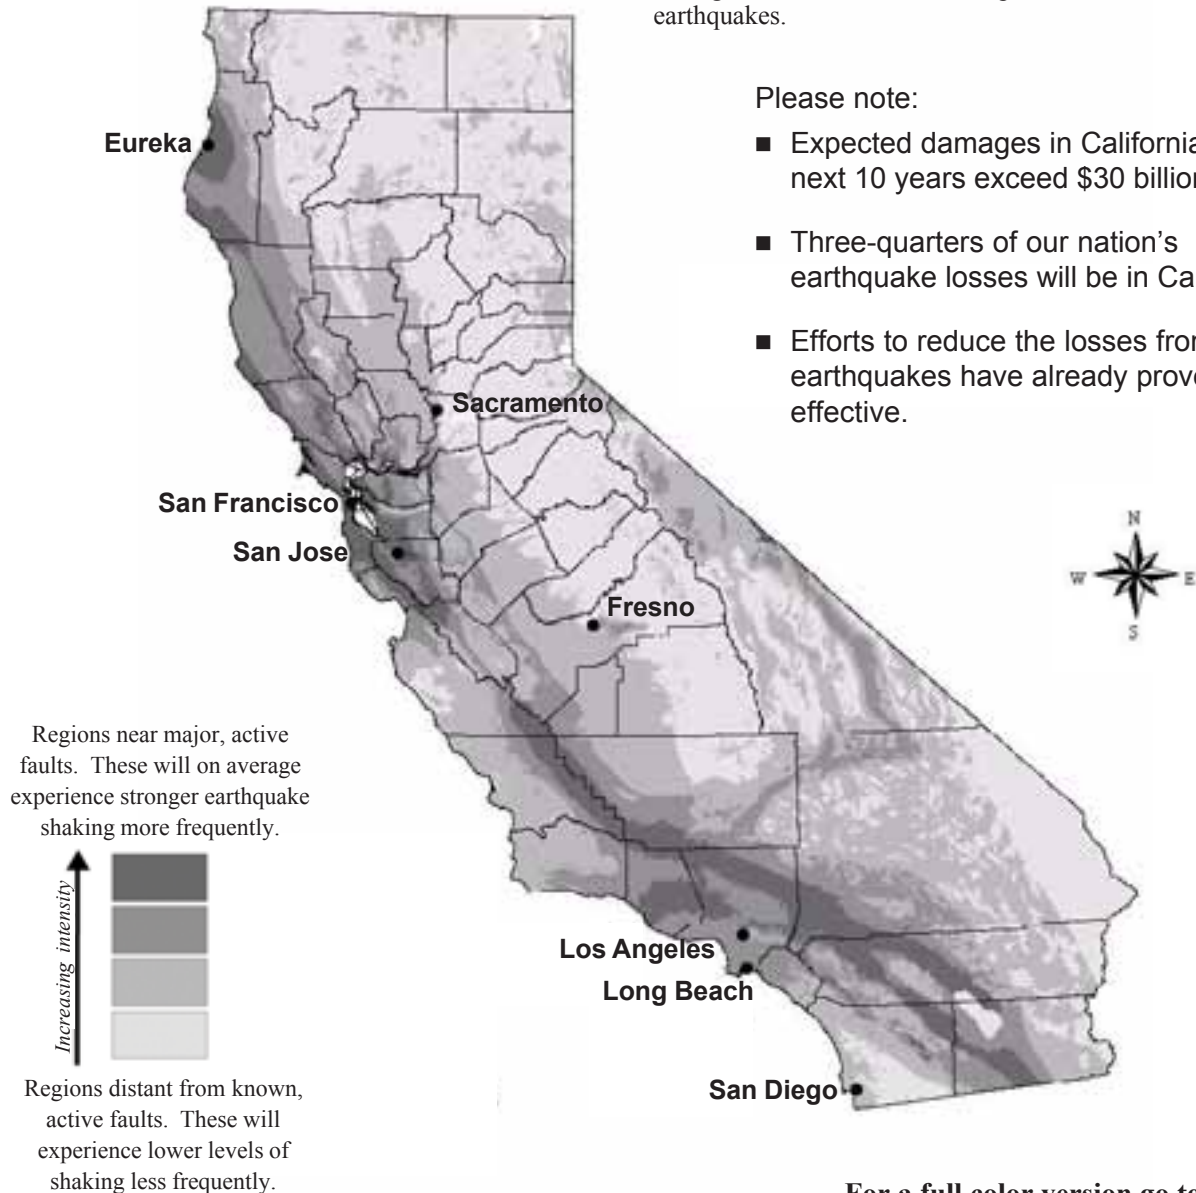 earthquakes.
Please note:
■ Expected damages in California
next 10 years exceed $30 billion
■ Three-quarters of our nation's
earthquake losses will be in Ca
■ Efforts to reduce the losses from
earthquakes have already prove
effective.
Eureka
Sacramento
San Francisco
San Jose
Fresno
N
W E
S
Regions near major, active
faults. These will on average
experience stronger earthquake
shaking more frequently.
Increasing intensity
Regions distant from known,
active faults. These will
experience lower levels of
shaking less frequently.
Los Angeles
Long Beach
San Diego
For a full color version go to